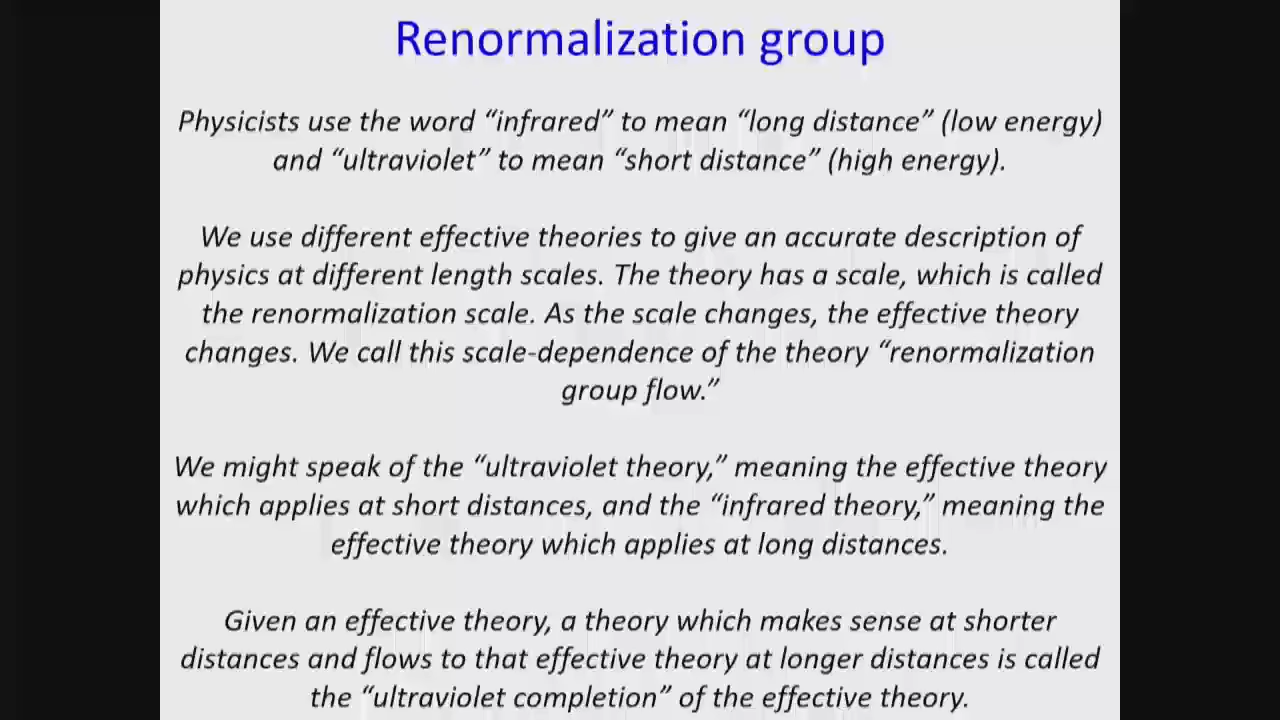 Renormalization group
Physicists use the word “infrared” to mean “long distance” (low energy)
and “ultraviolet” to mean “short distance” (high energy).
We use different effective theories to give an accurate description of
physics at different length scales. The theory has a scale, which is called
the renormalization scale. As the scale changes, the effective theory
changes. We call this scale-dependence of the theory “renormalization
group flow.”
We might speak of the “ultraviolet theory,” meaning the effective theory
which applies at short distances, and the “infrared theory,” meaning the
effective theory which applies at long distances.
Given an effective theory, a theory which makes sense at shorter
distances and flows to that effective theory at longer distances is called
the “ultraviolet completion” of the effective theory.